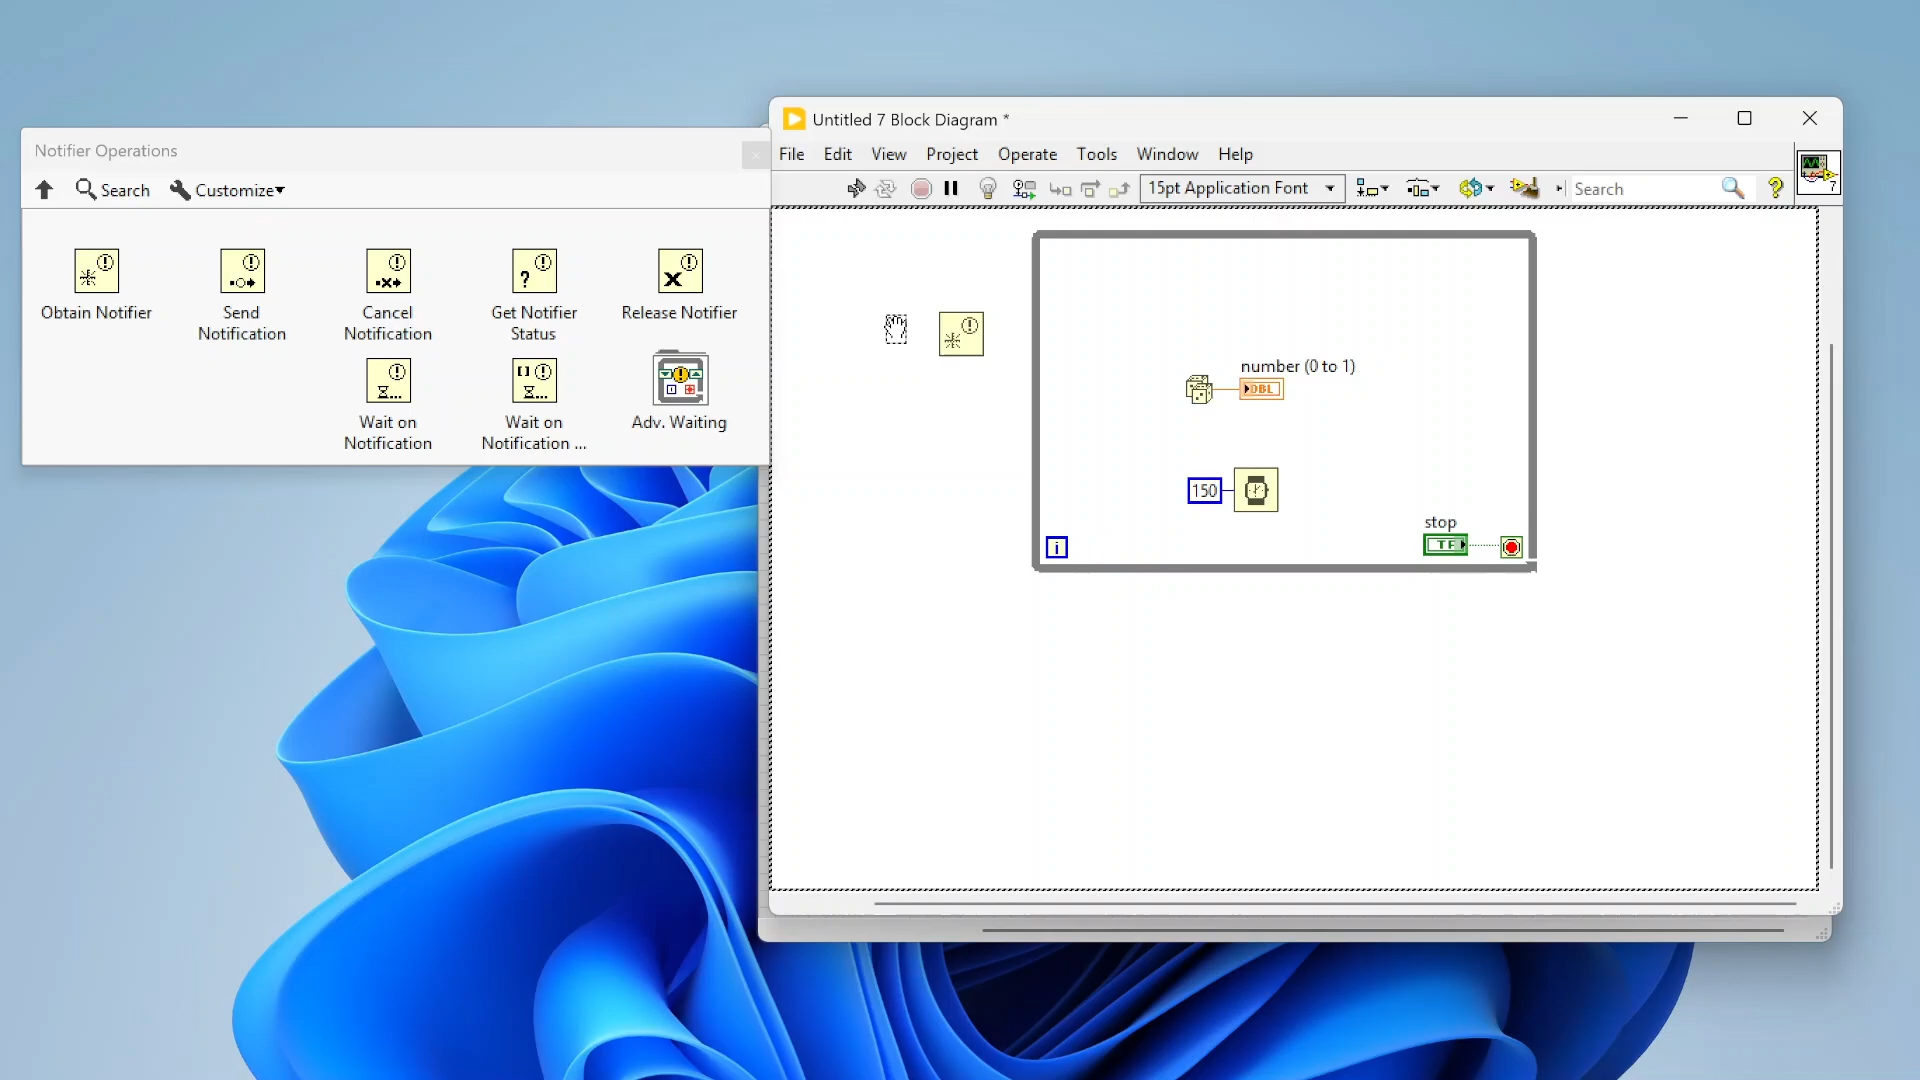 Notifier Operations
Search
Customize
Obtain Notifier
Send
Notification
Cancel
Notification
Get Notifier
Status
Release Notifier
Wait on
Notification
Wait on
Notification ...
Adv. Waiting
Untitled 7 Block Diagram *
File Edit View Project Operate Tools Window Help
15pt Application Font
Search
7
number (0 to 1)
DBL
150
stop
TF
i